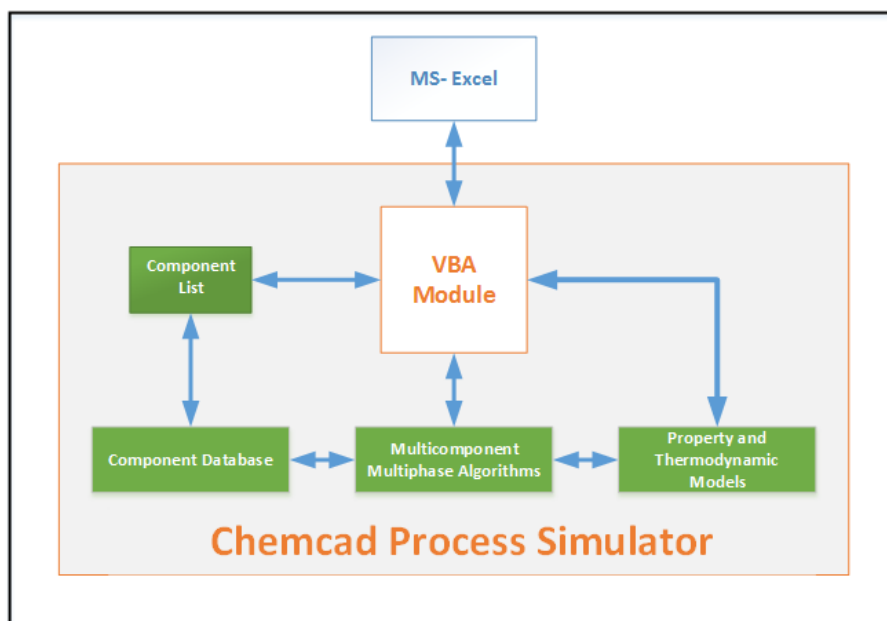 MS- Excel
VBA
Module
Component
List
Component Database
Multicomponent
Multiphase Algorithms
Property and
Thermodynamic
Models
Chemcad Process Simulator